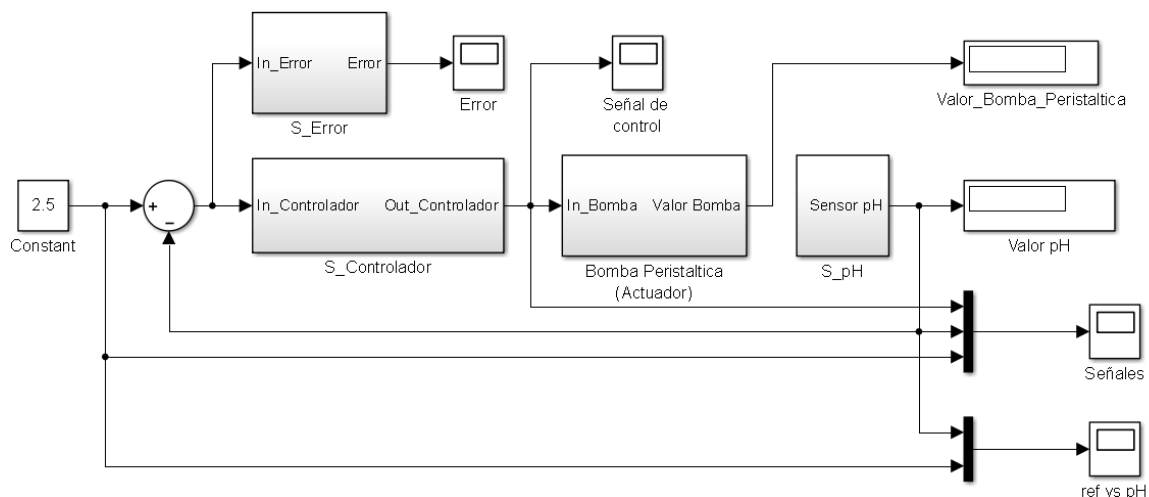 In_Error
Error
S_Error
Error
Señal de
control
Valor_Bomba_Peristaltica
2.5
Constant
+
−
In_Controlador
Out_Controlador
S_Controlador
In_Bomba
Valor Bomba
Bomba Peristaltica
(Actuador)
Sensor pH
S_pH
Valor pH
Señales
ref vs pH